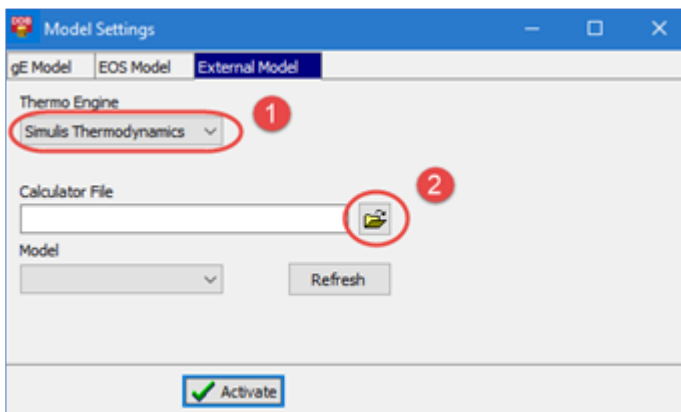 DDB
Model Settings
gE Model EOS Model External Model
Thermo Engine
1
Simulis Thermodynamics
2
Calculator File
Model
Refresh
Activate